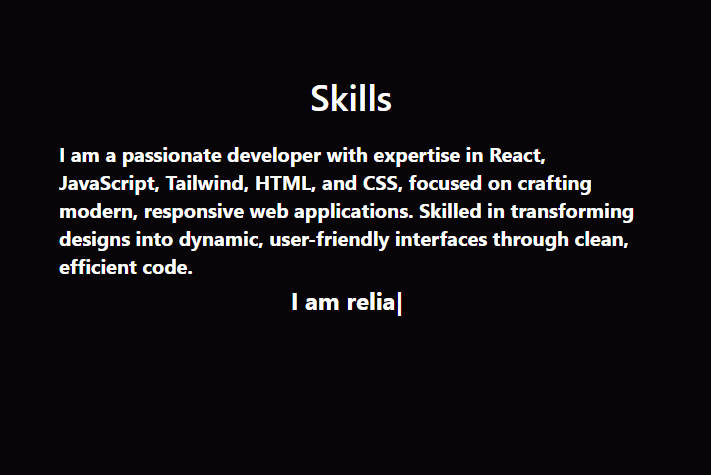 Skills
I am a passionate developer with expertise in React,
JavaScript, Tailwind, HTML, and CSS, focused on crafting
modern, responsive web applications. Skilled in transforming
designs into dynamic, user-friendly interfaces through clean,
efficient code.
I am relia|